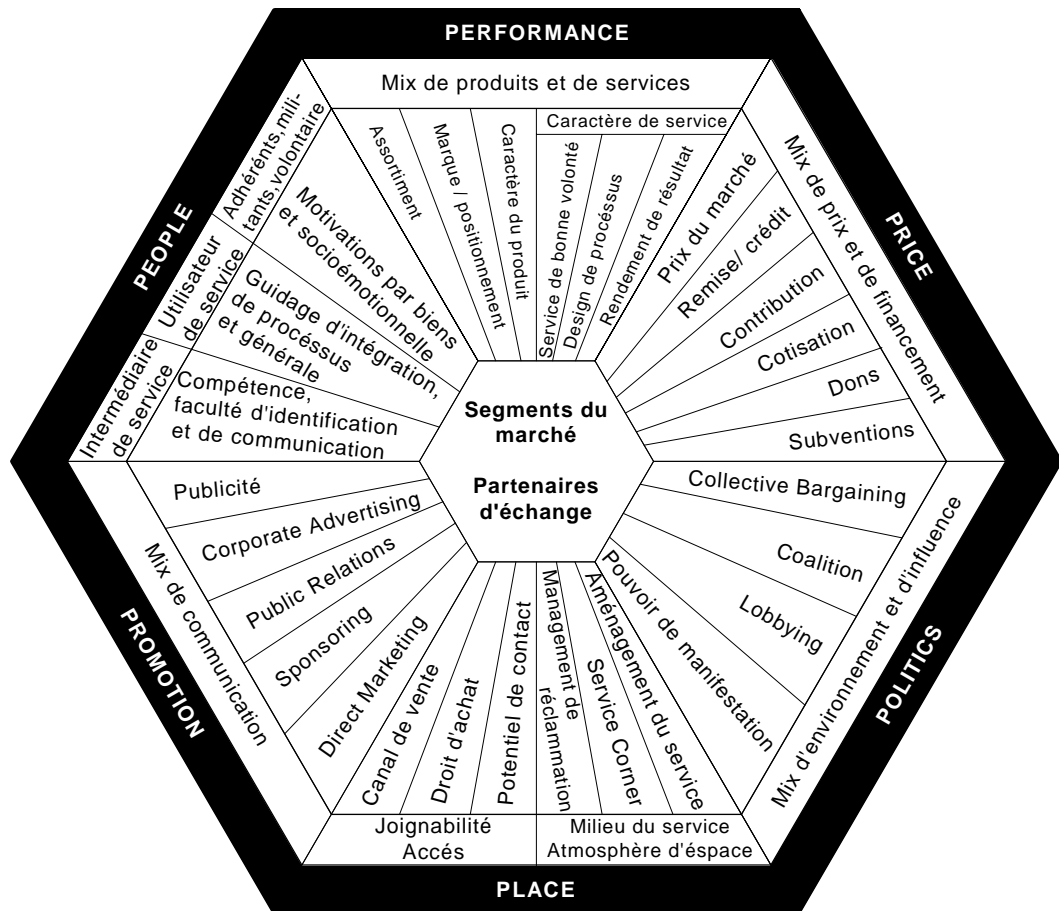 PERFORMANCE
Mix de produits et de services
Assortiment
Marque / positionnement
Caractère du produit
Caractère de service
Service de bonne volonté
Design de procéssus
Rendement de résultat
PRICE
Mix de prix et de financement
Prix du marché
Remise/ crédit
Contribution
Cotisation
Dons
Subventions
POLITICS
Mix d'environnement et d'influence
Collective Bargaining
Coalition
Lobbying
Pouvoir de manifestation
PLACE
Milieu du service
Atmosphère d'éspace
Aménagement du service
Service Corner
Management de
réclammation
Joignabilité
Accés
Potentiel de contact
Droit d'achat
Canal de vente
PROMOTION
Mix de communication
Direct Marketing
Sponsoring
Public Relations
Corporate Advertising
Publicité
PEOPLE
Intermédiaire
de service
Compétence,
faculté d'identification
et de communication
Utilisateur
de service
Guidage d'intégration,
de procéssus
et générale
Adhérénts, mili-
tants,volontaire
Motivations par biens
et socioémotionnelle
Segments du
marché
Partenaires
d'échange